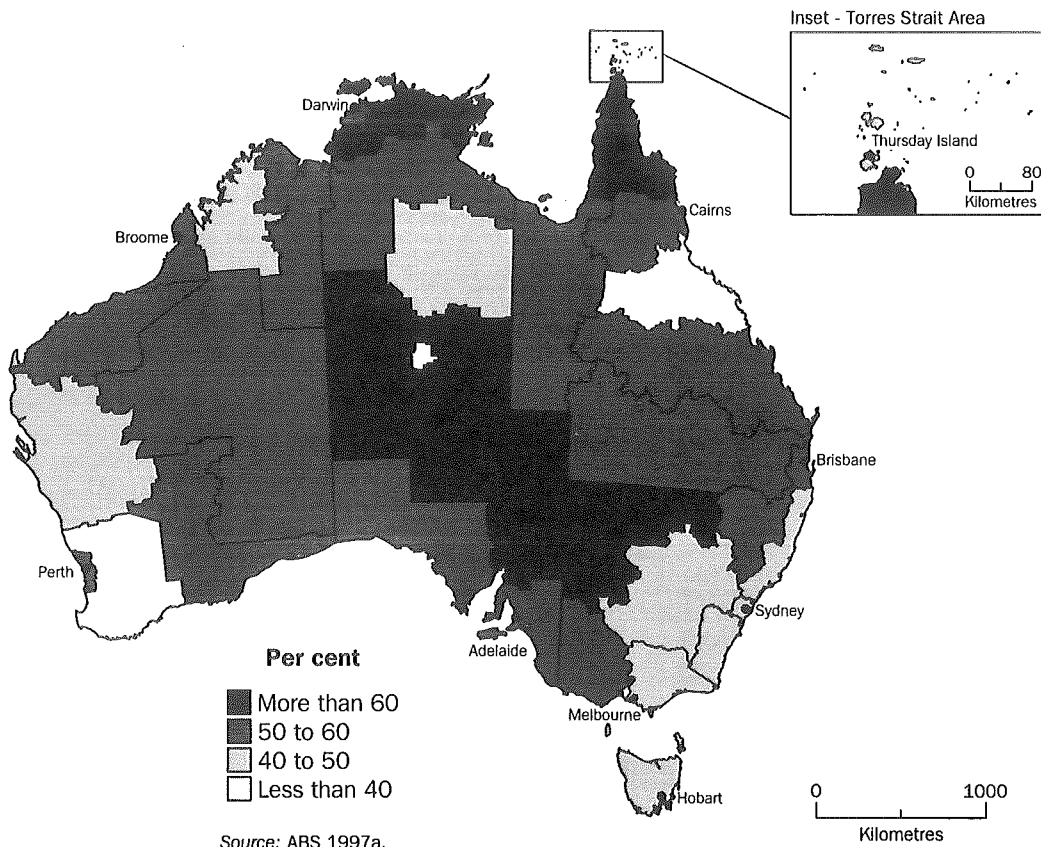 Inset - Torres Strait Area
Thursday Island
0 80
Kilometres
Darwin
Cairns
Broome
Brisbane
Perth
Sydney
Adelaide
Melbourne
Hobart
Per cent
More than 60
50 to 60
40 to 50
Less than 40
Source: ABS 1997a.
0 1000
Kilometres